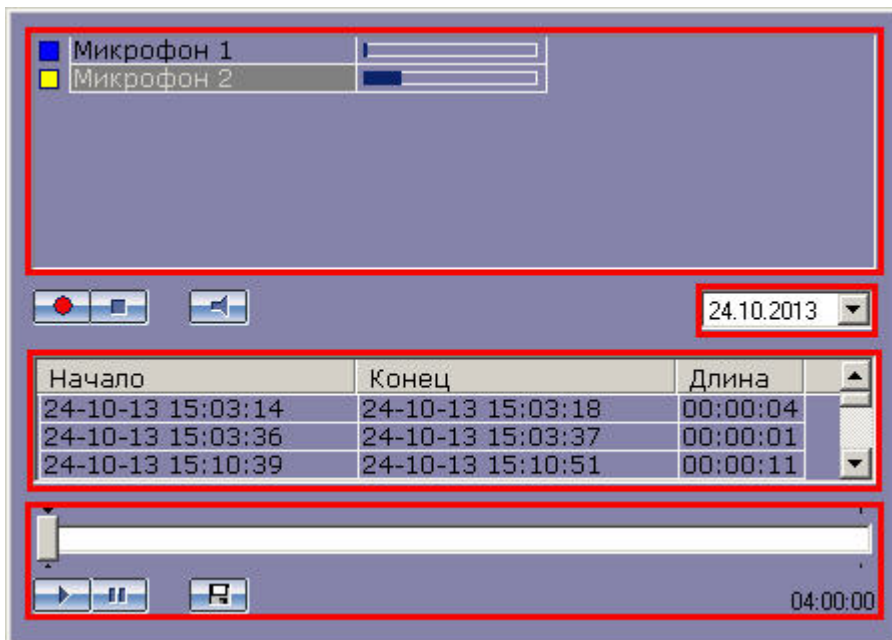 Микрофон 1
Микрофон 2
24.10.2013
Начало Конец Длина
24-10-13 15:03:14 24-10-13 15:03:18 00:00:04
24-10-13 15:03:36 24-10-13 15:03:37 00:00:01
24-10-13 15:10:39 24-10-13 15:10:51 00:00:11
04:00:00